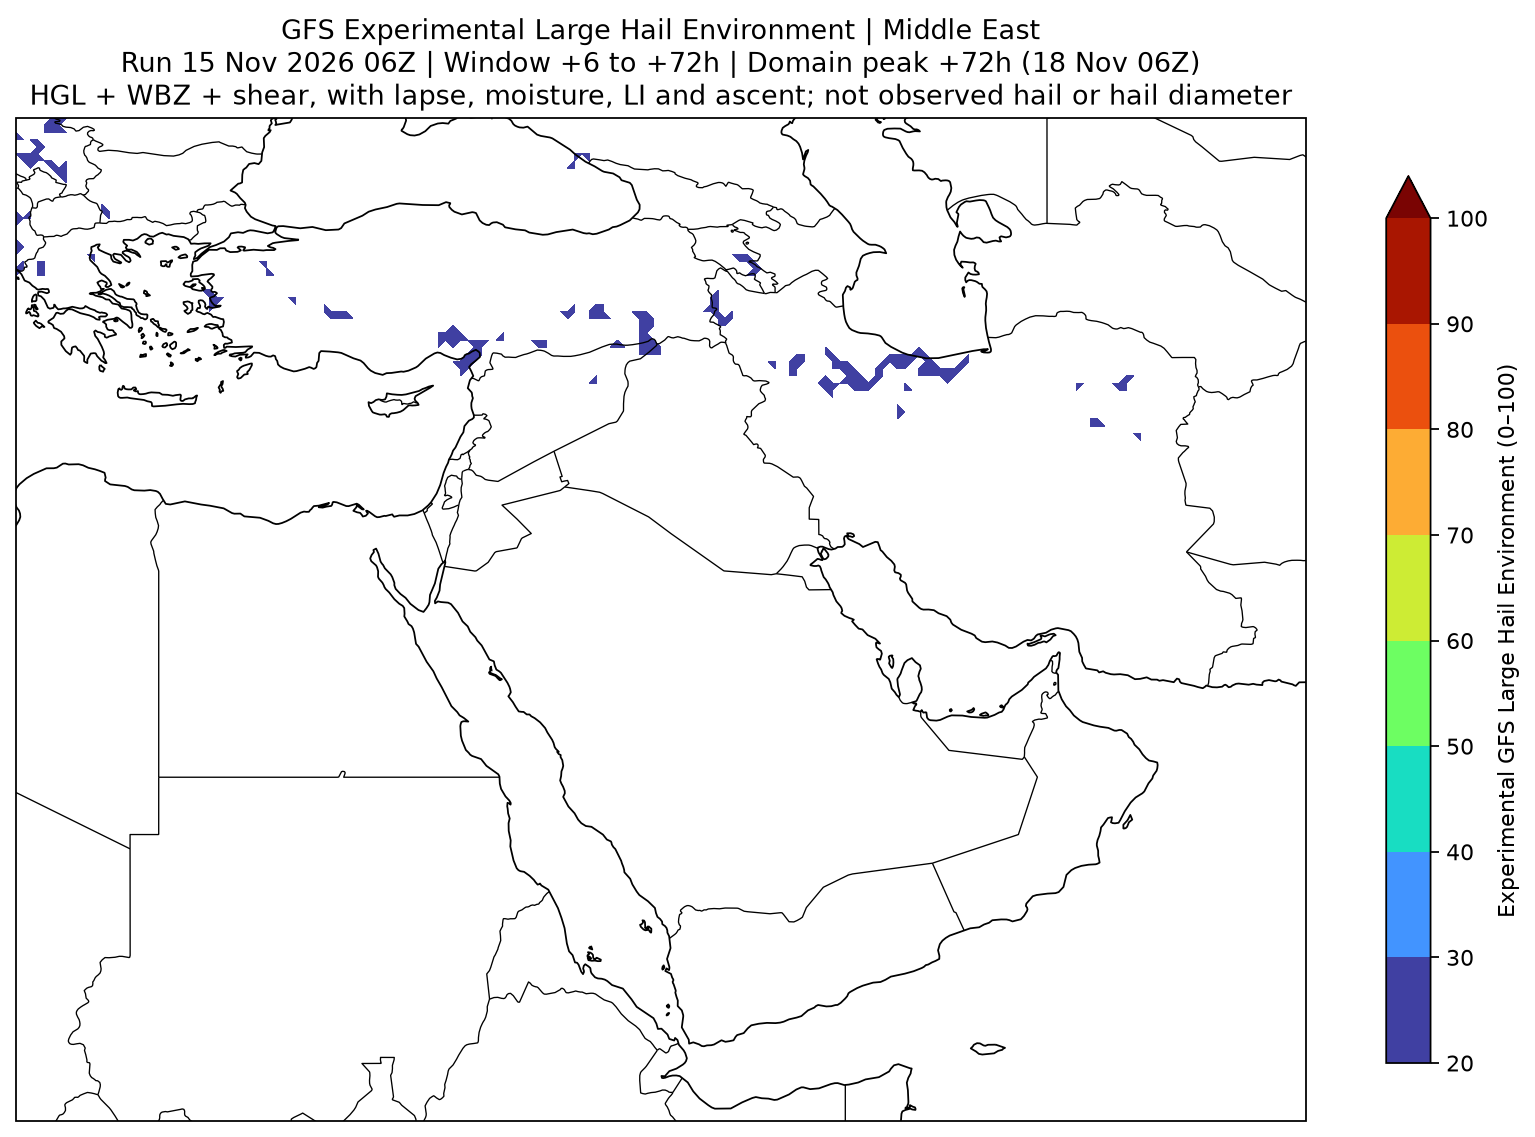 GFS Experimental Large Hail Environment | Middle East
Run 15 Nov 2026 06Z | Window +6 to +72h | Domain peak +72h (18 Nov 06Z)
HGL + WBZ + shear, with lapse, moisture, LI and ascent; not observed hail or hail diameter
100
90
80
70
60
50
40
30
20
Experimental GFS Large Hail Environment (0–100)